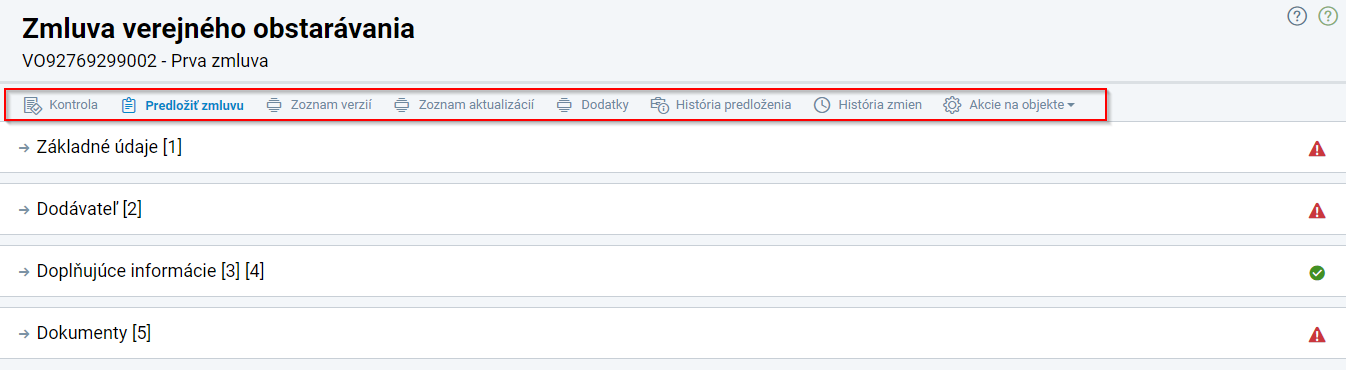 Zmluva verejného obstarávania
VO92769299002 - Prva zmluva
Kontrola Predložiť zmluvu Zoznam verzií Zoznam aktualizácií Dodatky História predloženia História zmien Akcie na objekte
Základné údaje [1]
Dodávateľ [2]
Doplňujúce informácie [3] [4]
Dokumenty [5]